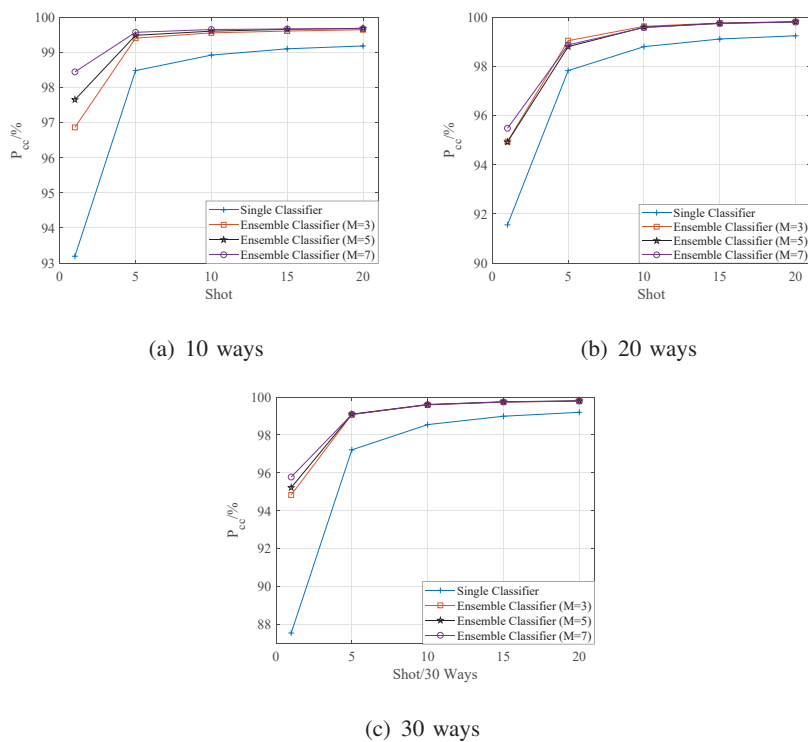 100
99
98
97
96
95
94
93
P_cc/%
0 5 10 15 20
Shot
Single Classifier
Ensemble Classifier (M=3)
Ensemble Classifier (M=5)
Ensemble Classifier (M=7)
(a) 10 ways
100
98
96
94
92
90
P_cc/%
0 5 10 15 20
Shot
Single Classifier
Ensemble Classifier (M=3)
Ensemble Classifier (M=5)
Ensemble Classifier (M=7)
(b) 20 ways
100
98
96
94
92
90
88
P_cc/%
0 5 10 15 20
Shot/30 Ways
Single Classifier
Ensemble Classifier (M=3)
Ensemble Classifier (M=5)
Ensemble Classifier (M=7)
(c) 30 ways